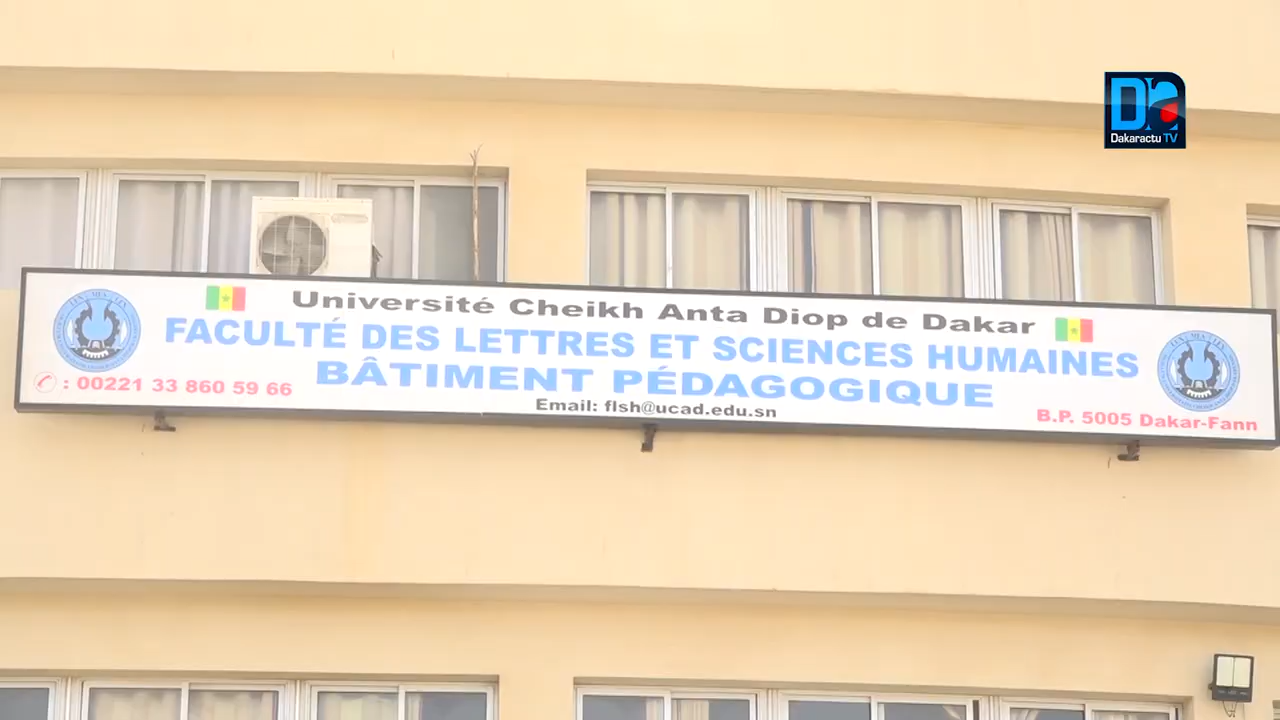 Dakaractu TV
Université Cheikh Anta Diop de Dakar
FACULTÉ DES LETTRES ET SCIENCES HUMAINES
BÂTIMENT PÉDAGOGIQUE
: 00221 33 860 59 66
Email: flsh@ucad.edu.sn
B.P. 5005 Dakar-Fann